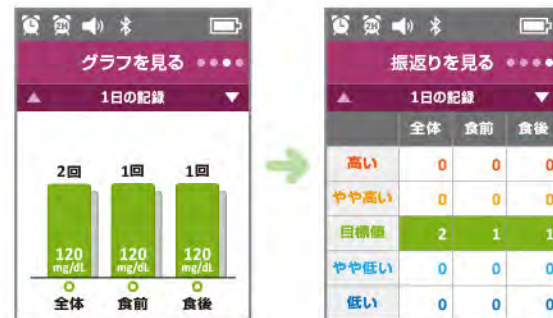 2H
グラフを見る
1日の記録
2回 1回 1回
120 120 120
mg/dL mg/dL mg/dL
全体 食前 食後
2H
振返りを見る
1日の記録
全体 食前 食後
高い 0 0 0
やや高い 0 0 0
目標値 2 1 1
やや低い 0 0 0
低い 0 0 0